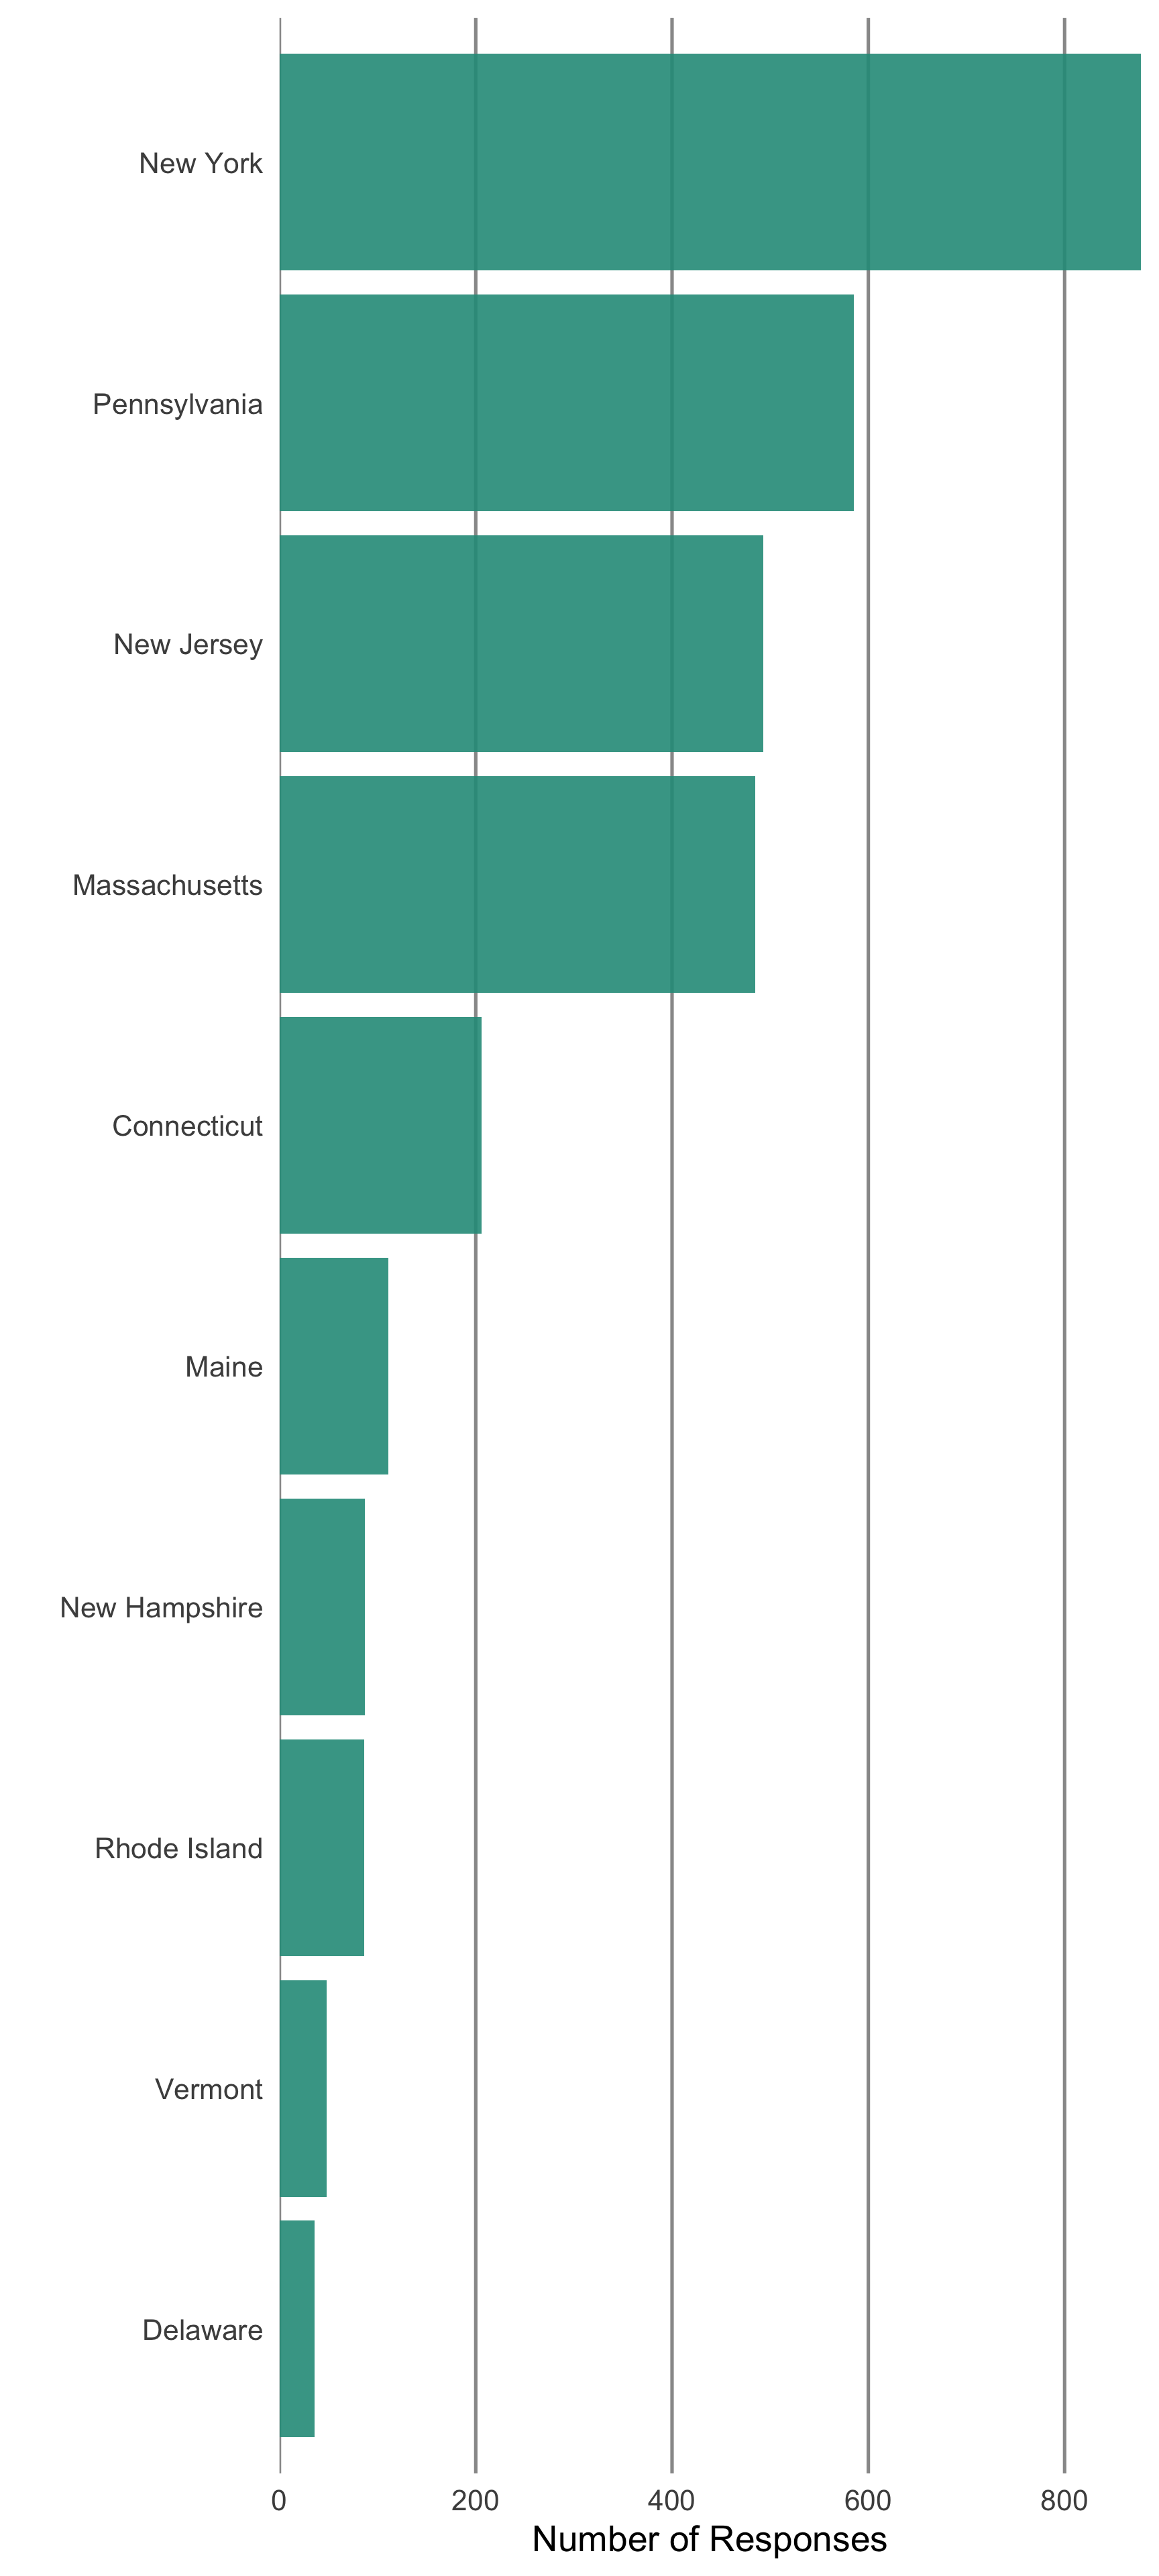 New York
Pennsylvania
New Jersey
Massachusetts
Connecticut
Maine
New Hampshire
Rhode Island
Vermont
Delaware
0 200 400 600 800
Number of Responses